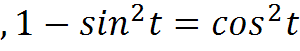 , 1 − sin²t = cos²t